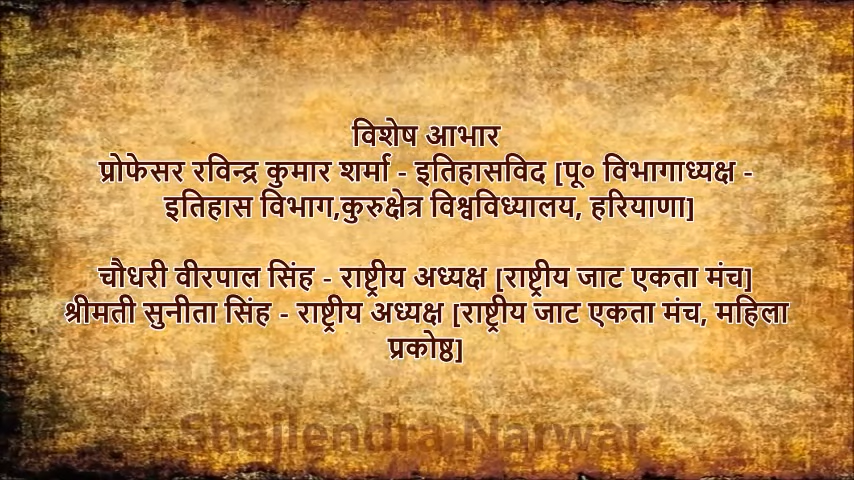 विशेष आभार
प्रोफेसर रविन्द्र कुमार शर्मा - इतिहासविद [पू० विभागाध्यक्ष -
इतिहास विभाग,कुरुक्षेत्र विश्वविध्यालय, हरियाणा]
चौधरी वीरपाल सिंह - राष्ट्रीय अध्यक्ष [राष्ट्रीय जाट एकता मंच]
श्रीमती सुनीता सिंह - राष्ट्रीय अध्यक्ष [राष्ट्रीय जाट एकता मंच, महिला
प्रकोष्ठ]
Shailendra Narwar